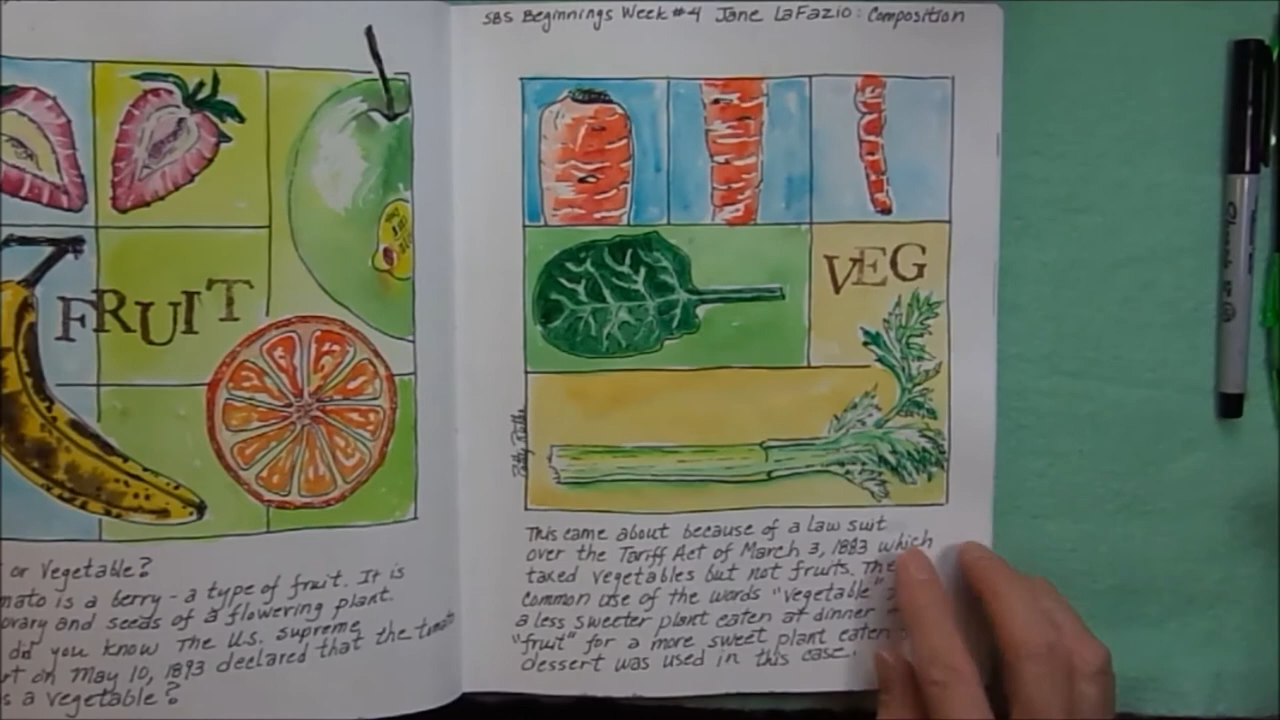 SBS Beginnings Week #4 Jane LaFazio: Composition
FRUIT
or Vegetable?
mato is a berry - a type of fruit. It is
ovary and seeds of a flowering plant.
did you know the U.S. supreme
rt on May 10, 1893 declared that the tomato
s a vegetable?
VEG
This came about because of a law suit
over the Tariff Act of March 3, 1883 which
taxed vegetables but not fruits. The
common use of the words "vegetable"
a less sweeter plant eaten at dinner
"fruit" for a more sweet plant eaten
dessert was used in this case.